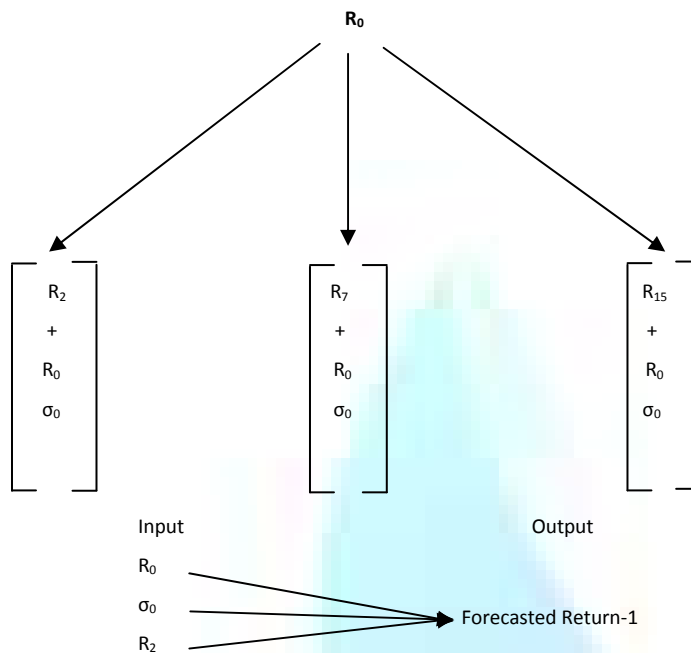 R₀
R₂ R₇ R₁₅
+ + +
R₀ R₀ R₀
σ₀ σ₀ σ₀
Input Output
R₀
σ₀ Forecasted Return-1
R₂